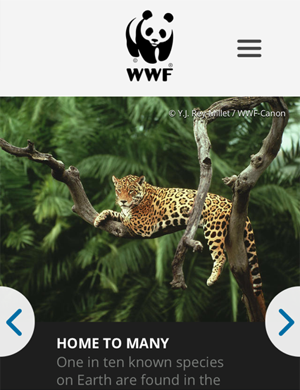 WWF
© Y.J. Rey-Millet / WWF-Canon
HOME TO MANY
One in ten known species
on Earth are found in the